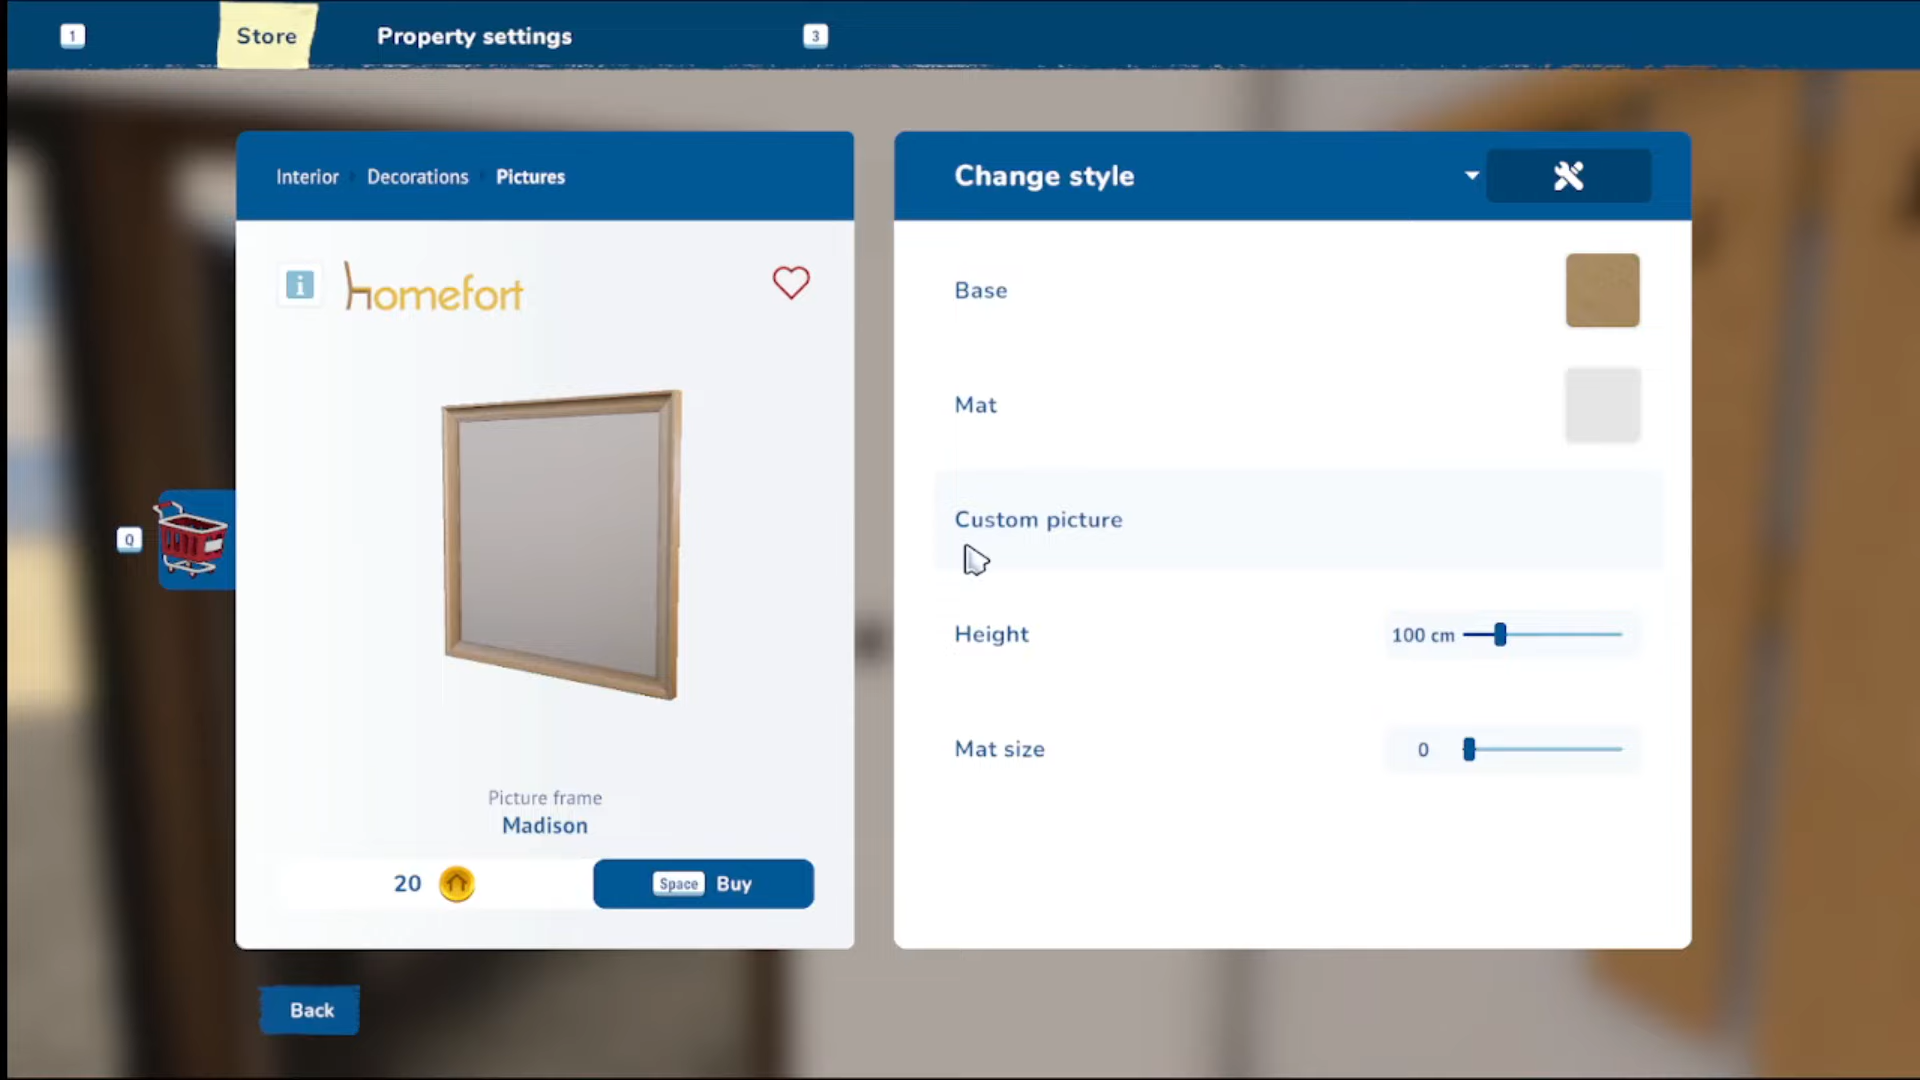 1
Store
Property settings
3
Interior
Decorations
Pictures
Change style
i
homefort
Base
Mat
Custom picture
Q
Height
100 cm
Mat size
0
Picture frame
Madison
20
Space
Buy
Back